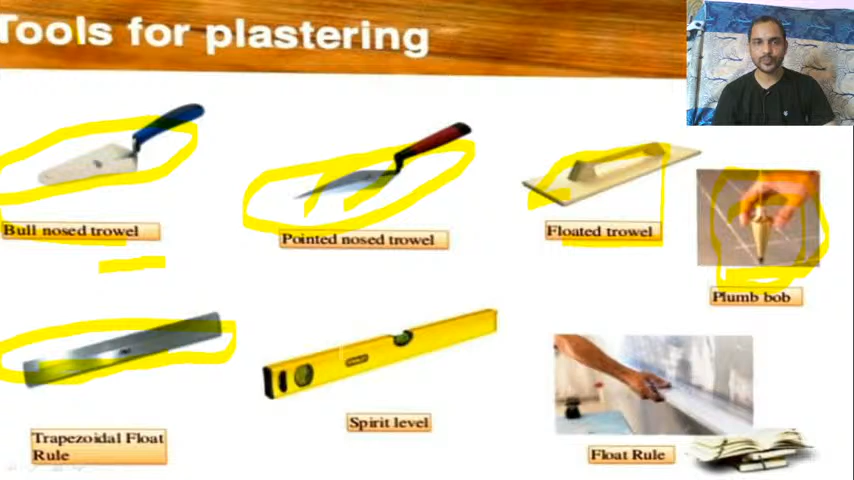 Tools for plastering
Bull nosed trowel
Pointed nosed trowel
Floated trowel
Plumb bob
Trapezoidal Float
Rule
Spirit level
Float Rule